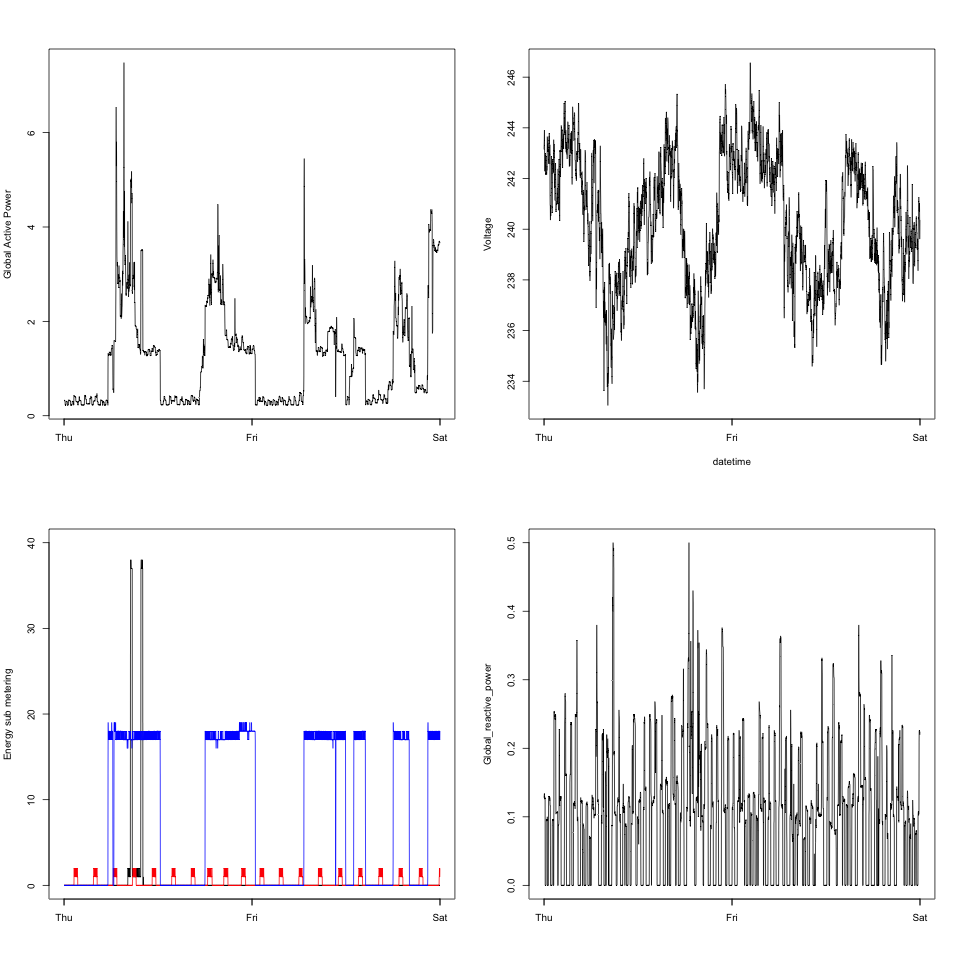 Global Active Power
6
4
2
0
Thu Fri Sat
Voltage
246
244
242
240
238
236
234
Thu Fri Sat
datetime
Energy sub metering
40
30
20
10
0
Thu Fri Sat
Global_reactive_power
0.5
0.4
0.3
0.2
0.1
0.0
Thu Fri Sat